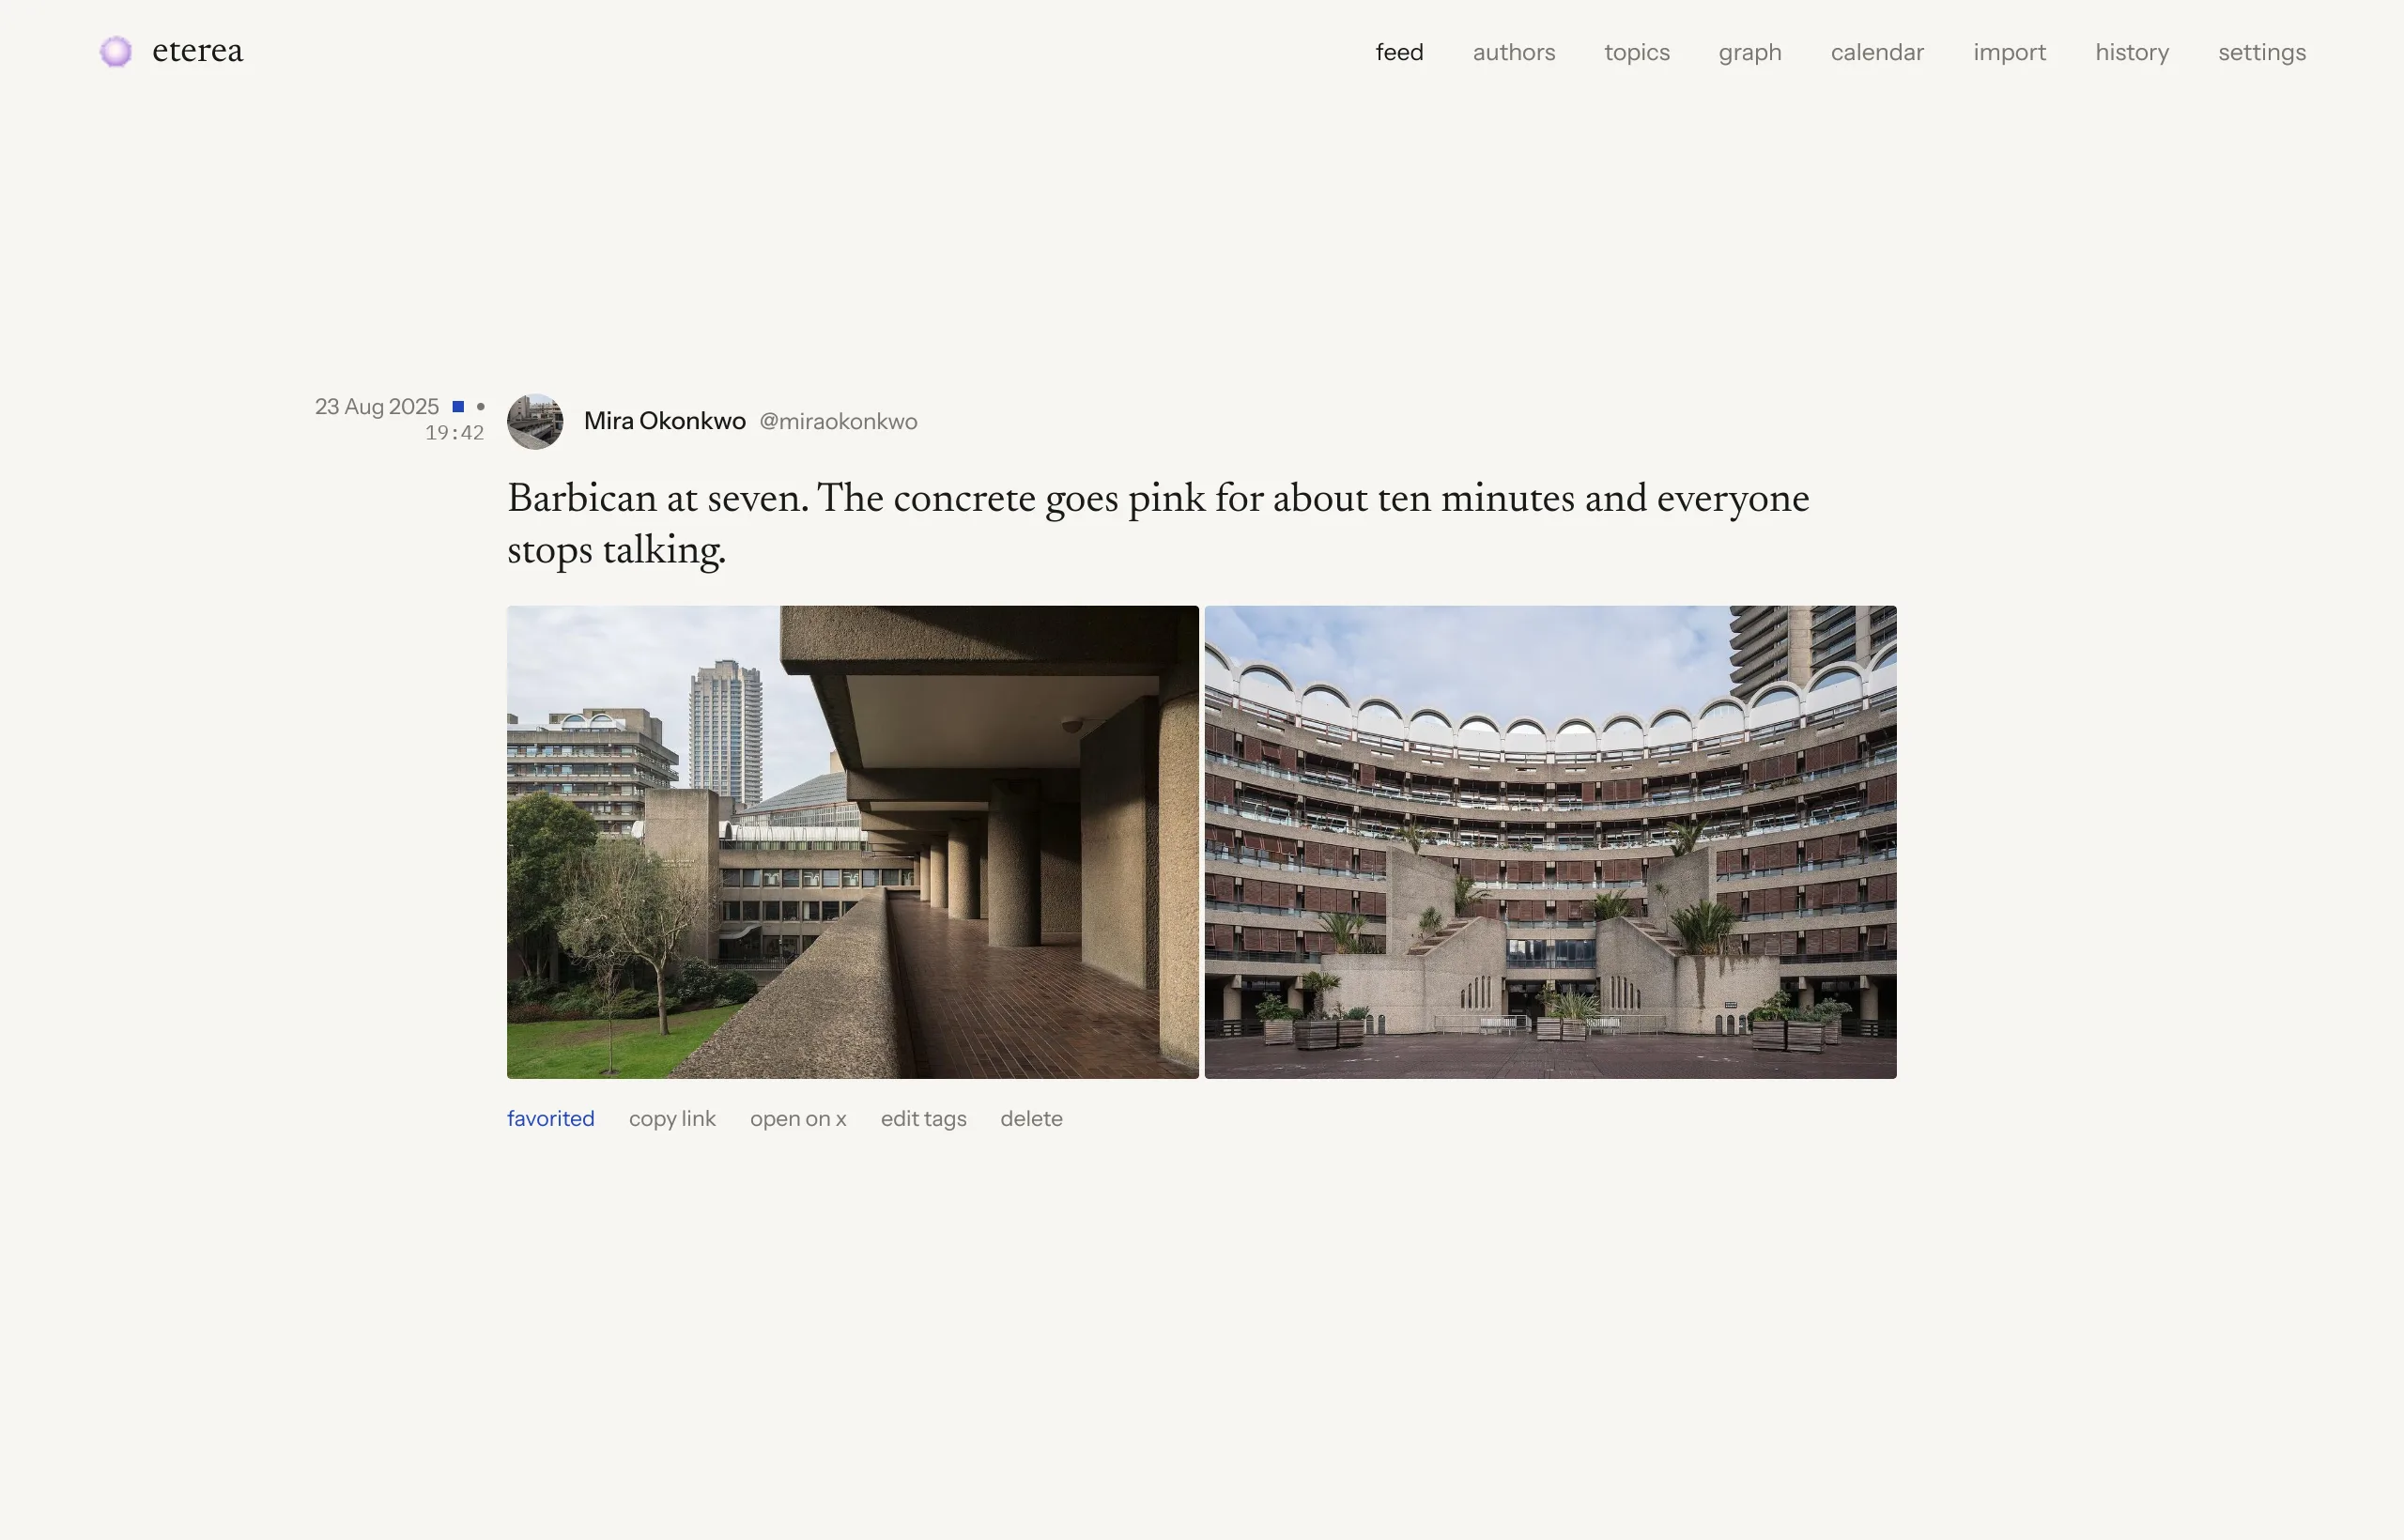 eterea
feed authors topics graph calendar import history settings
23 Aug 2025
19:42
Mira Okonkwo @miraokonkwo
Barbican at seven. The concrete goes pink for about ten minutes and everyone
stops talking.
favorited copy link open on x edit tags delete